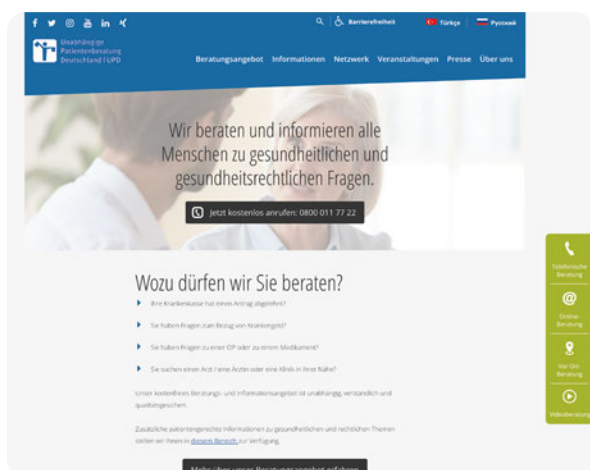 Barrierefreiheit
Türkçe
Русский
Unabhängige
Patientenberatung
Deutschland I UPD
Beratungsangebot Informationen Netzwerk Veranstaltungen Presse Über uns
Wir beraten und informieren alle
Menschen zu gesundheitlichen und
gesundheitsrechtlichen Fragen.
Jetzt kostenlos anrufen: 0800 011 77 22
Wozu dürfen wir Sie beraten?
Ihre Krankenkasse hat einen Antrag abgelehnt?
Sie haben Fragen zum Bezug von Krankengeld?
Sie haben Fragen zu einer OP oder zu einem Medikament?
Sie suchen einen Arzt / eine Ärztin oder eine Klinik in Ihrer Nähe?
Unser kostenfreies Beratungs- und Informationsangebot ist unabhängig, verständlich und
qualitätsgesichert.
Zusätzliche patientengerechte Informationen zu gesundheitlichen und rechtlichen Themen
stellen wir Ihnen in diesem Bereich zur Verfügung.
Mehr über unser Beratungsangebot erfahren
Telefonische
Beratung
Online-
Beratung
Vor-Ort-
Beratung
Videoberatung